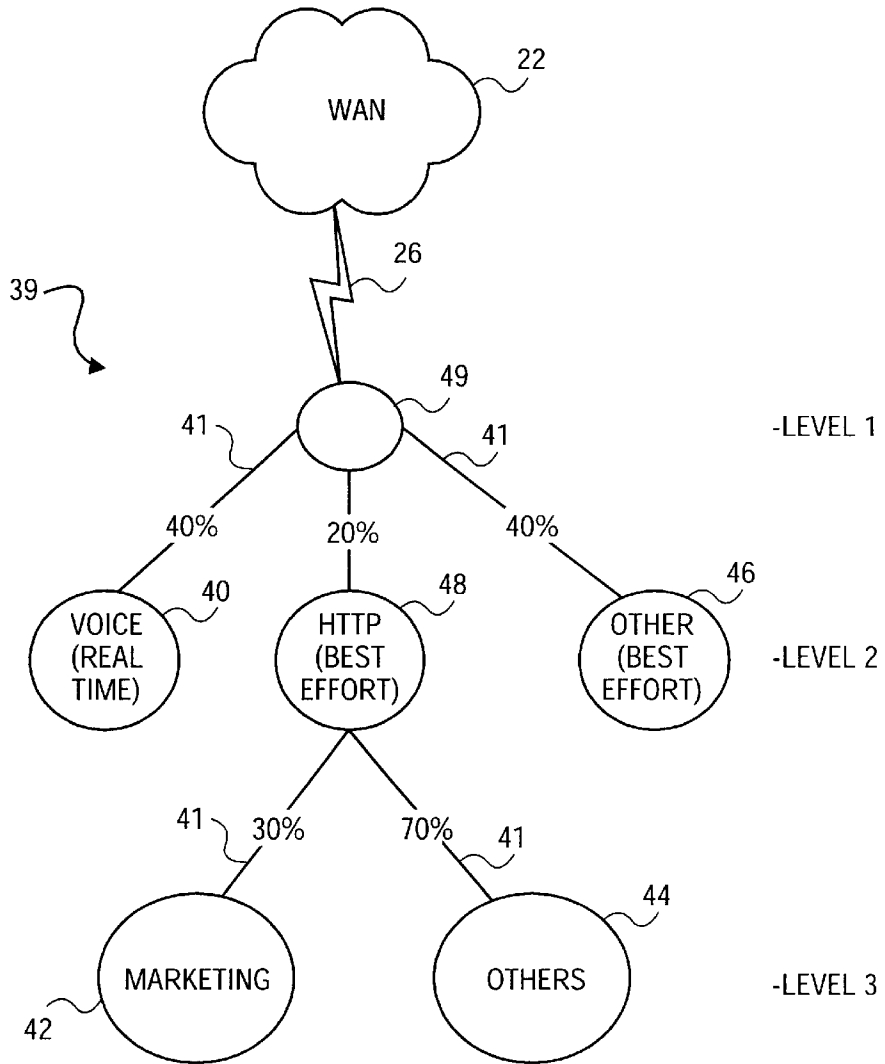 22
WAN
26
39
49
41
41
-LEVEL 1
40%
20%
40%
40
48
46
VOICE
(REAL
TIME)
HTTP
(BEST
EFFORT)
OTHER
(BEST
EFFORT)
-LEVEL 2
41
30%
70%
41
44
MARKETING
OTHERS
-LEVEL 3
42